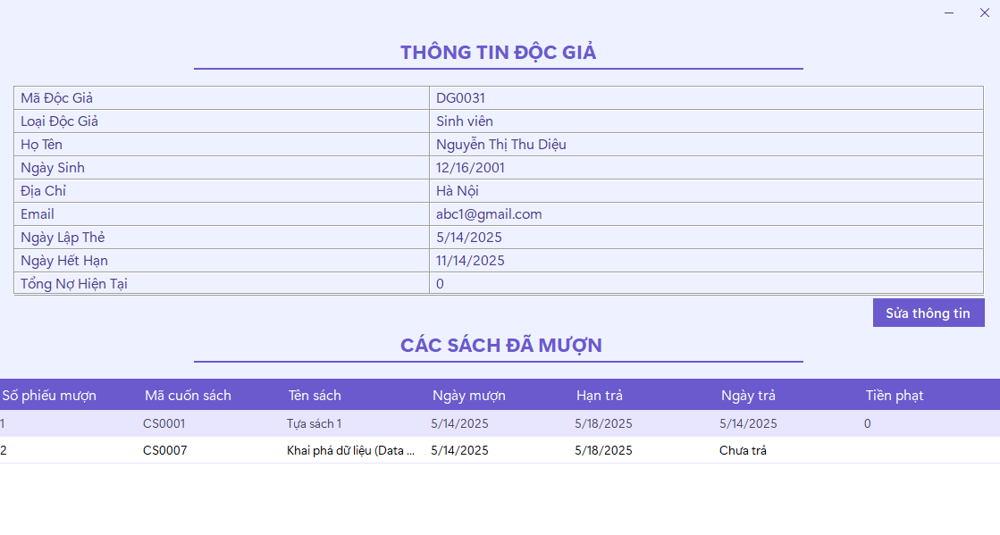 THÔNG TIN ĐỘC GIẢ
Mã Độc Giả DG0031
Loại Độc Giả Sinh viên
Họ Tên Nguyễn Thị Thu Diệu
Ngày Sinh 12/16/2001
Địa Chỉ Hà Nội
Email abc1@gmail.com
Ngày Lập Thẻ 5/14/2025
Ngày Hết Hạn 11/14/2025
Tổng Nợ Hiện Tại 0
Sửa thông tin
CÁC SÁCH ĐÃ MƯỢN
Số phiếu mượn Mã cuốn sách Tên sách Ngày mượn Hạn trả Ngày trả Tiền phạt
1 CS0001 Tựa sách 1 5/14/2025 5/18/2025 5/14/2025 0
2 CS0007 Khai phá dữ liệu (Data ... 5/14/2025 5/18/2025 Chưa trả